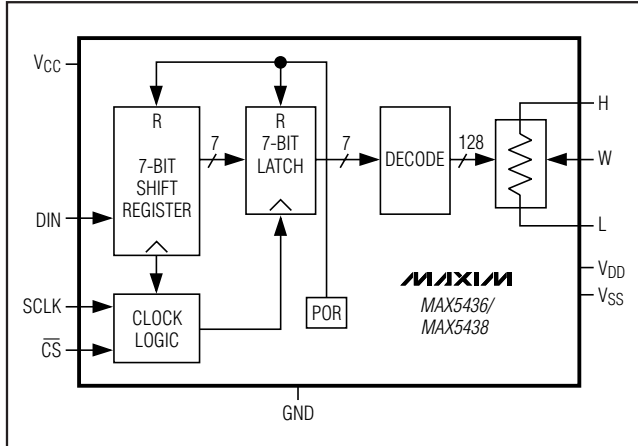 VCC
R
7-BIT
SHIFT
REGISTER
7
R
7-BIT
LATCH
7
DECODE
128
H
W
L
DIN
SCLK
CS
CLOCK
LOGIC
POR
MAXIM
MAX5436/
MAX5438
VDD
VSS
GND